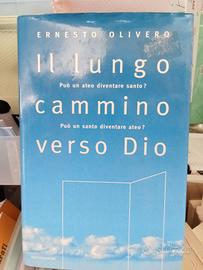 ERNESTO OLIVERO
Il lungo
Può un ateo diventare santo?
cammino
Può un santo diventare ateo?
verso Dio